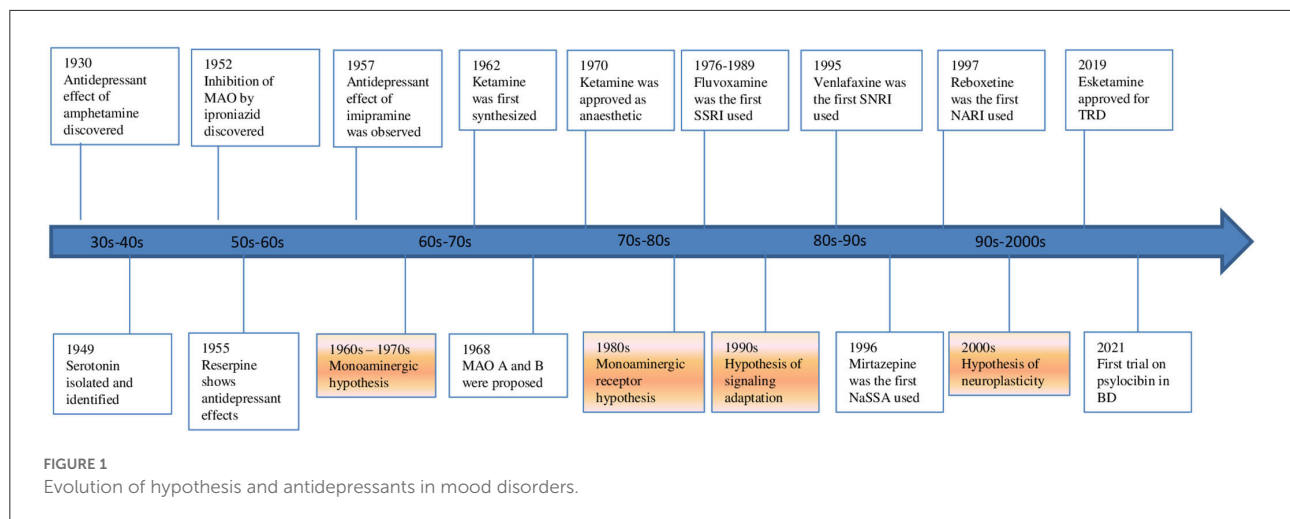 1930
Antidepressant
effect of
amphetamine
discovered
1952
Inhibition of
MAO by
iproniazid
discovered
1957
Antidepressant
effect of
imipramine
was observed
1962
Ketamine
was first
synthesized
1970
Ketamine was
approved as
anaesthetic
1976-1989
Fluvoxamine
was the first
SSRI used
1995
Venlafaxine was
the first SNRI
used
1997
Reboxetine was
the first NARI
used
2019
Esketamine
approved for
TRD
30s-40s
50s-60s
60s-70s
70s-80s
80s-90s
90s-2000s
1949
Serotonin
isolated and
identified
1955
Reserpine
shows
antidepressant
effects
1960s – 1970s
Monoaminergic
hypothesis
1968
MAO A and B
were proposed
1980s
Monoaminergic
receptor
hypothesis
1990s
Hypothesis of
signaling
adaptation
1996
Mirtazepine
was the first
NaSSA used
2000s
Hypothesis of
neuroplasticity
2021
First trial on
psylocibin in
BD
FIGURE 1
Evolution of hypothesis and antidepressants in mood disorders.